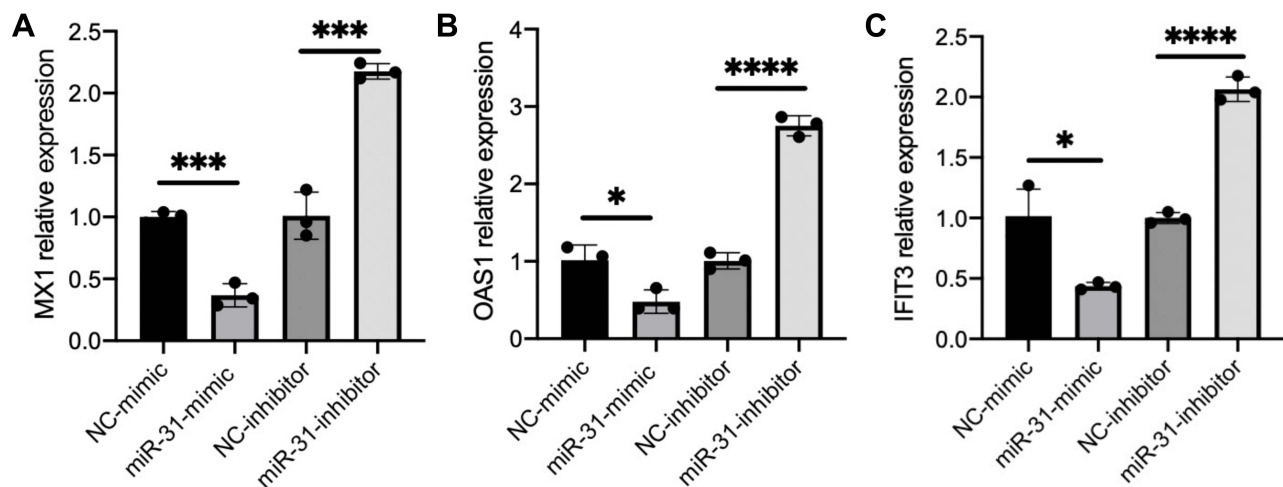 A
MX1 relative expression
2.5
2.0
1.5
1.0
0.5
0.0
***
***
NC-mimic
miR-31-mimic
NC-inhibitor
miR-31-inhibitor
B
OAS1 relative expression
4
3
2
1
0
*
****
NC-mimic
miR-31-mimic
NC-inhibitor
miR-31-inhibitor
C
IFIT3 relative expression
2.5
2.0
1.5
1.0
0.5
0.0
*
****
NC-mimic
miR-31-mimic
NC-inhibitor
miR-31-inhibitor